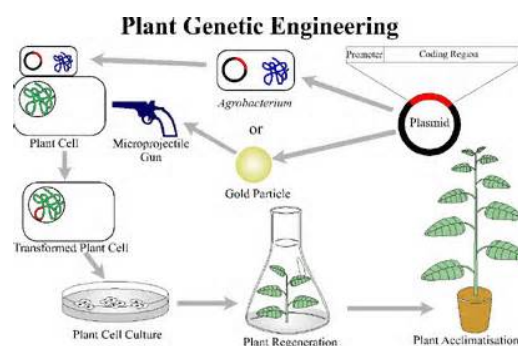 Plant Genetic Engineering
Promoter
Coding Region
Agrobacterium
Plasmid
or
Plant Cell
Microprojectile
Gun
Gold Particle
Transformed Plant Cell
Plant Cell Culture
Plant Regeneration
Plant Acclimatisation